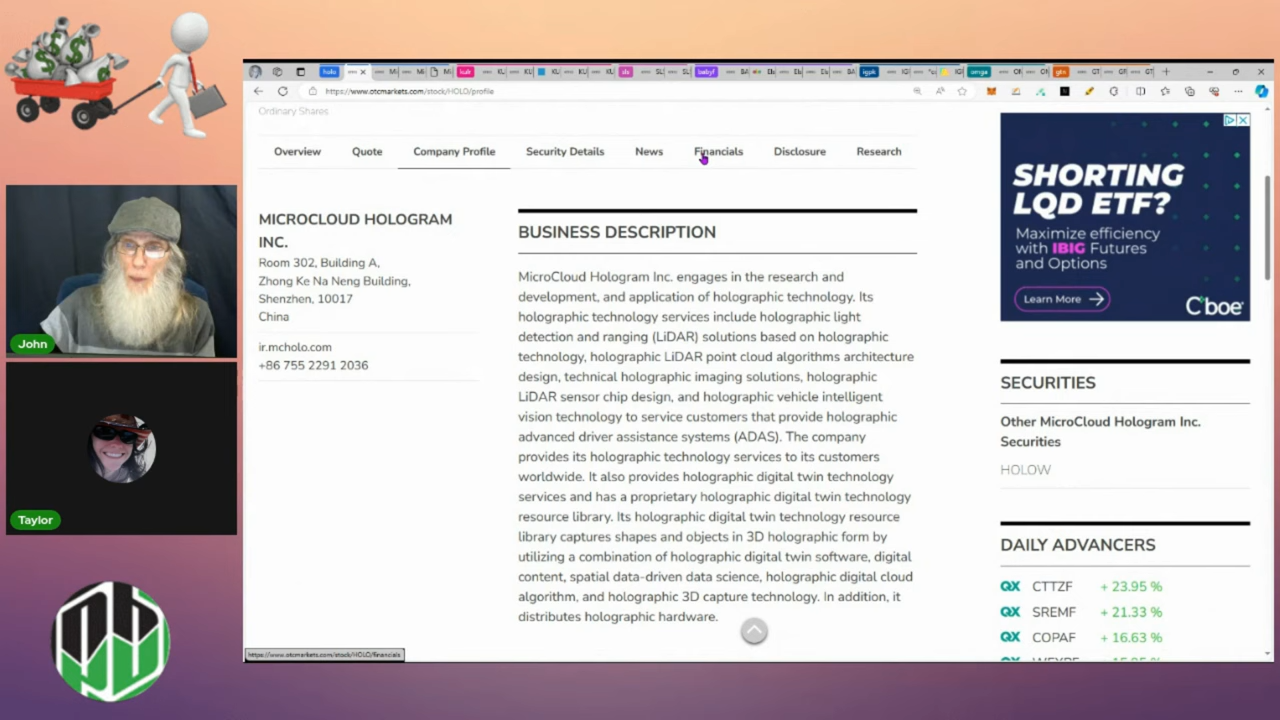 holo
kulr
sls
baby!
igpk
omga
gtn
https://www.otcmarkets.com/stock/HOLO/profile
Ordinary Shares
Overview Quote Company Profile Security Details News Financials Disclosure Research
MICROCLOUD HOLOGRAM
INC.
Room 302, Building A,
Zhong Ke Na Neng Building,
Shenzhen, 10017
China
ir.mcholo.com
+86 755 2291 2036
BUSINESS DESCRIPTION
MicroCloud Hologram Inc. engages in the research and
development, and application of holographic technology. Its
holographic technology services include holographic light
detection and ranging (LiDAR) solutions based on holographic
technology, holographic LiDAR point cloud algorithms architecture
design, technical holographic imaging solutions, holographic
LiDAR sensor chip design, and holographic vehicle intelligent
vision technology to service customers that provide holographic
advanced driver assistance systems (ADAS). The company
provides its holographic technology services to its customers
worldwide. It also provides holographic digital twin technology
services and has a proprietary holographic digital twin technology
resource library. Its holographic digital twin technology resource
library captures shapes and objects in 3D holographic form by
utilizing a combination of holographic digital twin software, digital
content, spatial data-driven data science, holographic digital cloud
algorithm, and holographic 3D capture technology. In addition, it
distributes holographic hardware.
SHORTING
LQD ETF?
Maximize efficiency
with IBIG Futures
and Options
Learn More
Cboe
SECURITIES
Other MicroCloud Hologram Inc.
Securities
HOLOW
DAILY ADVANCERS
QX CTTZF + 23.95 %
QX SREMF + 21.33 %
QX COPAF + 16.63 %
https://www.otcmarkets.com/stock/HOLO/financials
John
Taylor